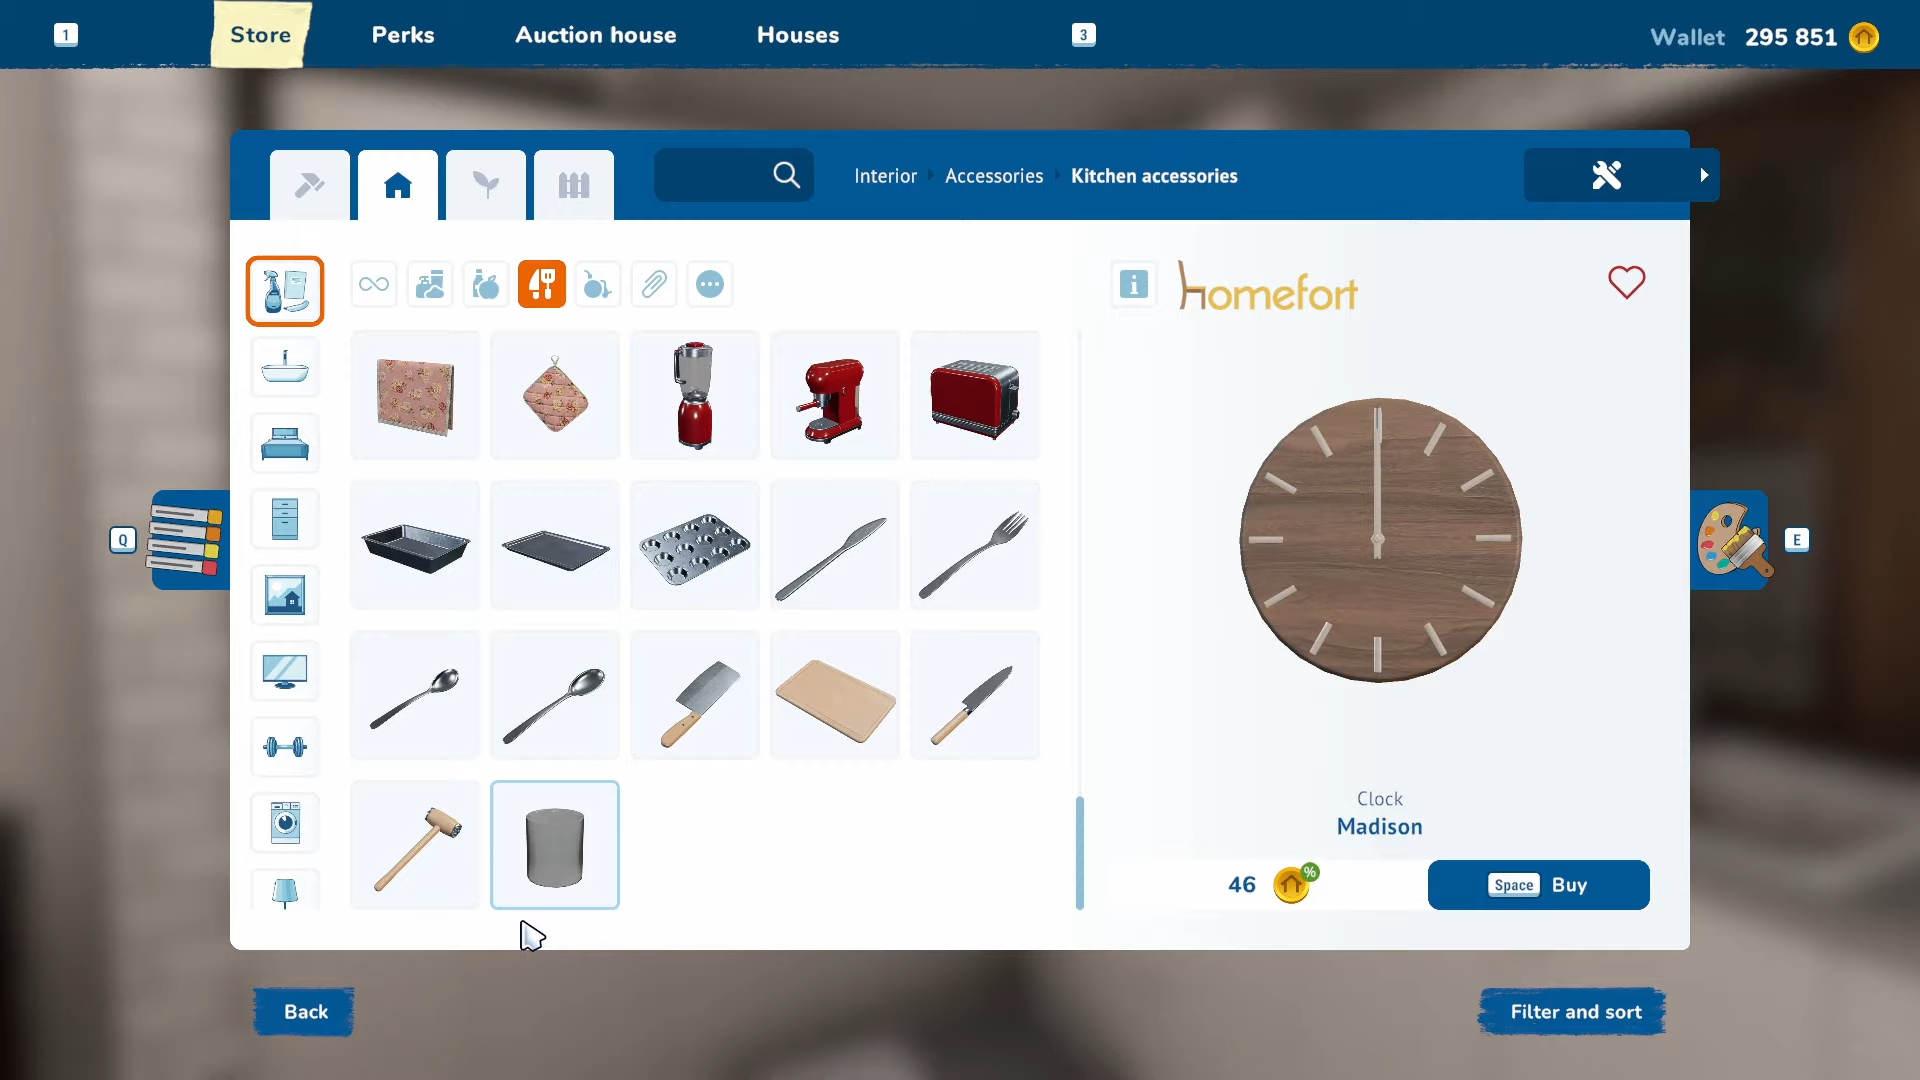 1
Store
Perks
Auction house
Houses
3
Wallet 295 851
Interior
Accessories
Kitchen accessories
i
homefort
Q
E
Clock
Madison
46
%
Space
Buy
Back
Filter and sort